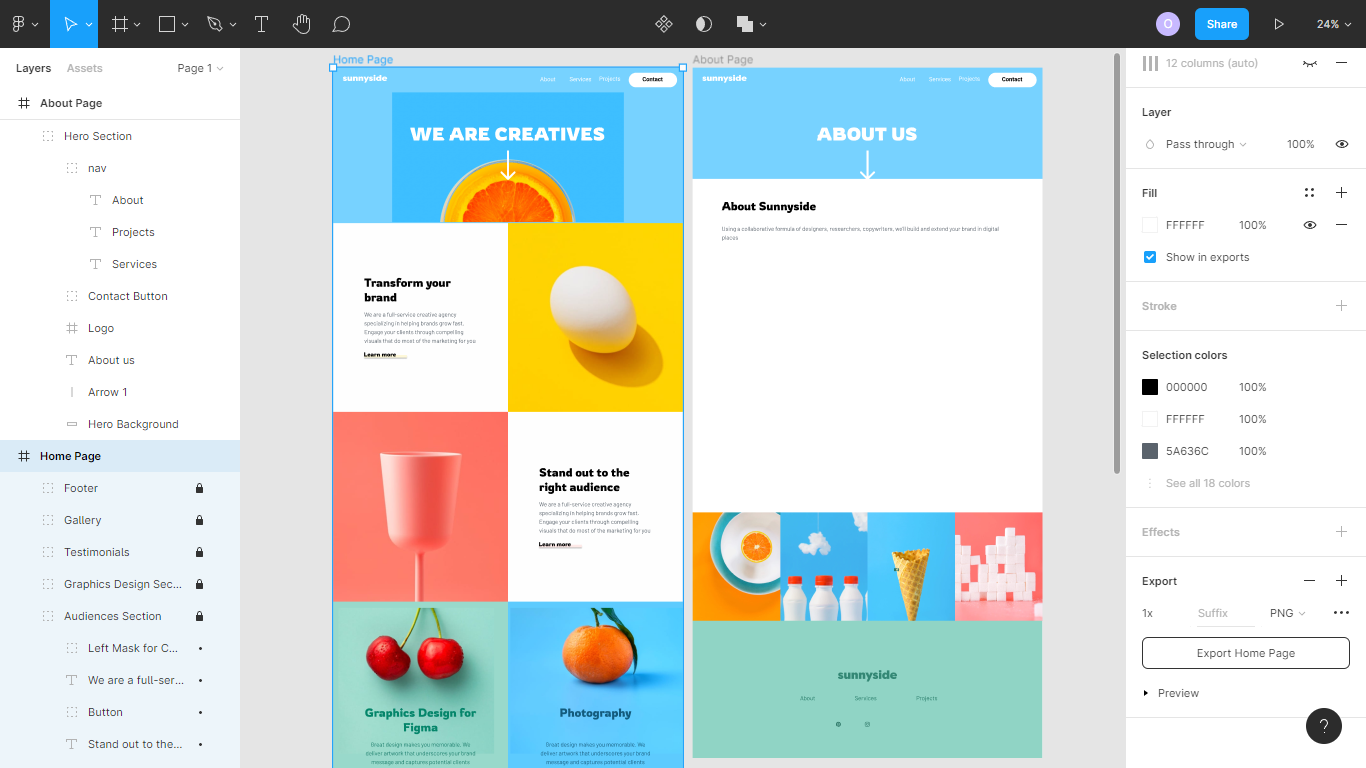 O
Share
24%
Layers
Assets
Page 1
About Page
Hero Section
nav
About
Projects
Services
Contact Button
Logo
About us
Arrow 1
Hero Background
Home Page
Footer
Gallery
Testimonials
Graphics Design Sec...
Audiences Section
Left Mask for C...
We are a full-ser...
Button
Stand out to the...
Home Page
sunnyside
About Services Projects Contact
WE ARE CREATIVES
Transform your
brand
We are a full-service creative agency
specializing in helping brands grow fast.
Engage your clients through compelling
visuals that do most of the marketing for you
Learn more
Stand out to the
right audience
We are a full-service creative agency
specializing in helping brands grow fast.
Engage your clients through compelling
visuals that do most of the marketing for you
Learn more
Graphics Design for
Figma
Great design makes you memorable. We
deliver artwork that underscores your brand
message and captures potential clients
Photography
Great design makes you memorable. We
deliver artwork that underscores your brand
message and captures potential clients
About Page
sunnyside
About Services Projects Contact
ABOUT US
About Sunnyside
Using a collaborative formula of designers, researchers, copywriters, we'll build and extend your brand in digital
places
sunnyside
About Services Projects
12 columns (auto)
Layer
Pass through 100%
Fill
FFFFFF 100%
Show in exports
Stroke
Selection colors
000000 100%
FFFFFF 100%
5A636C 100%
See all 18 colors
Effects
Export
1x Suffix PNG
Export Home Page
Preview
?